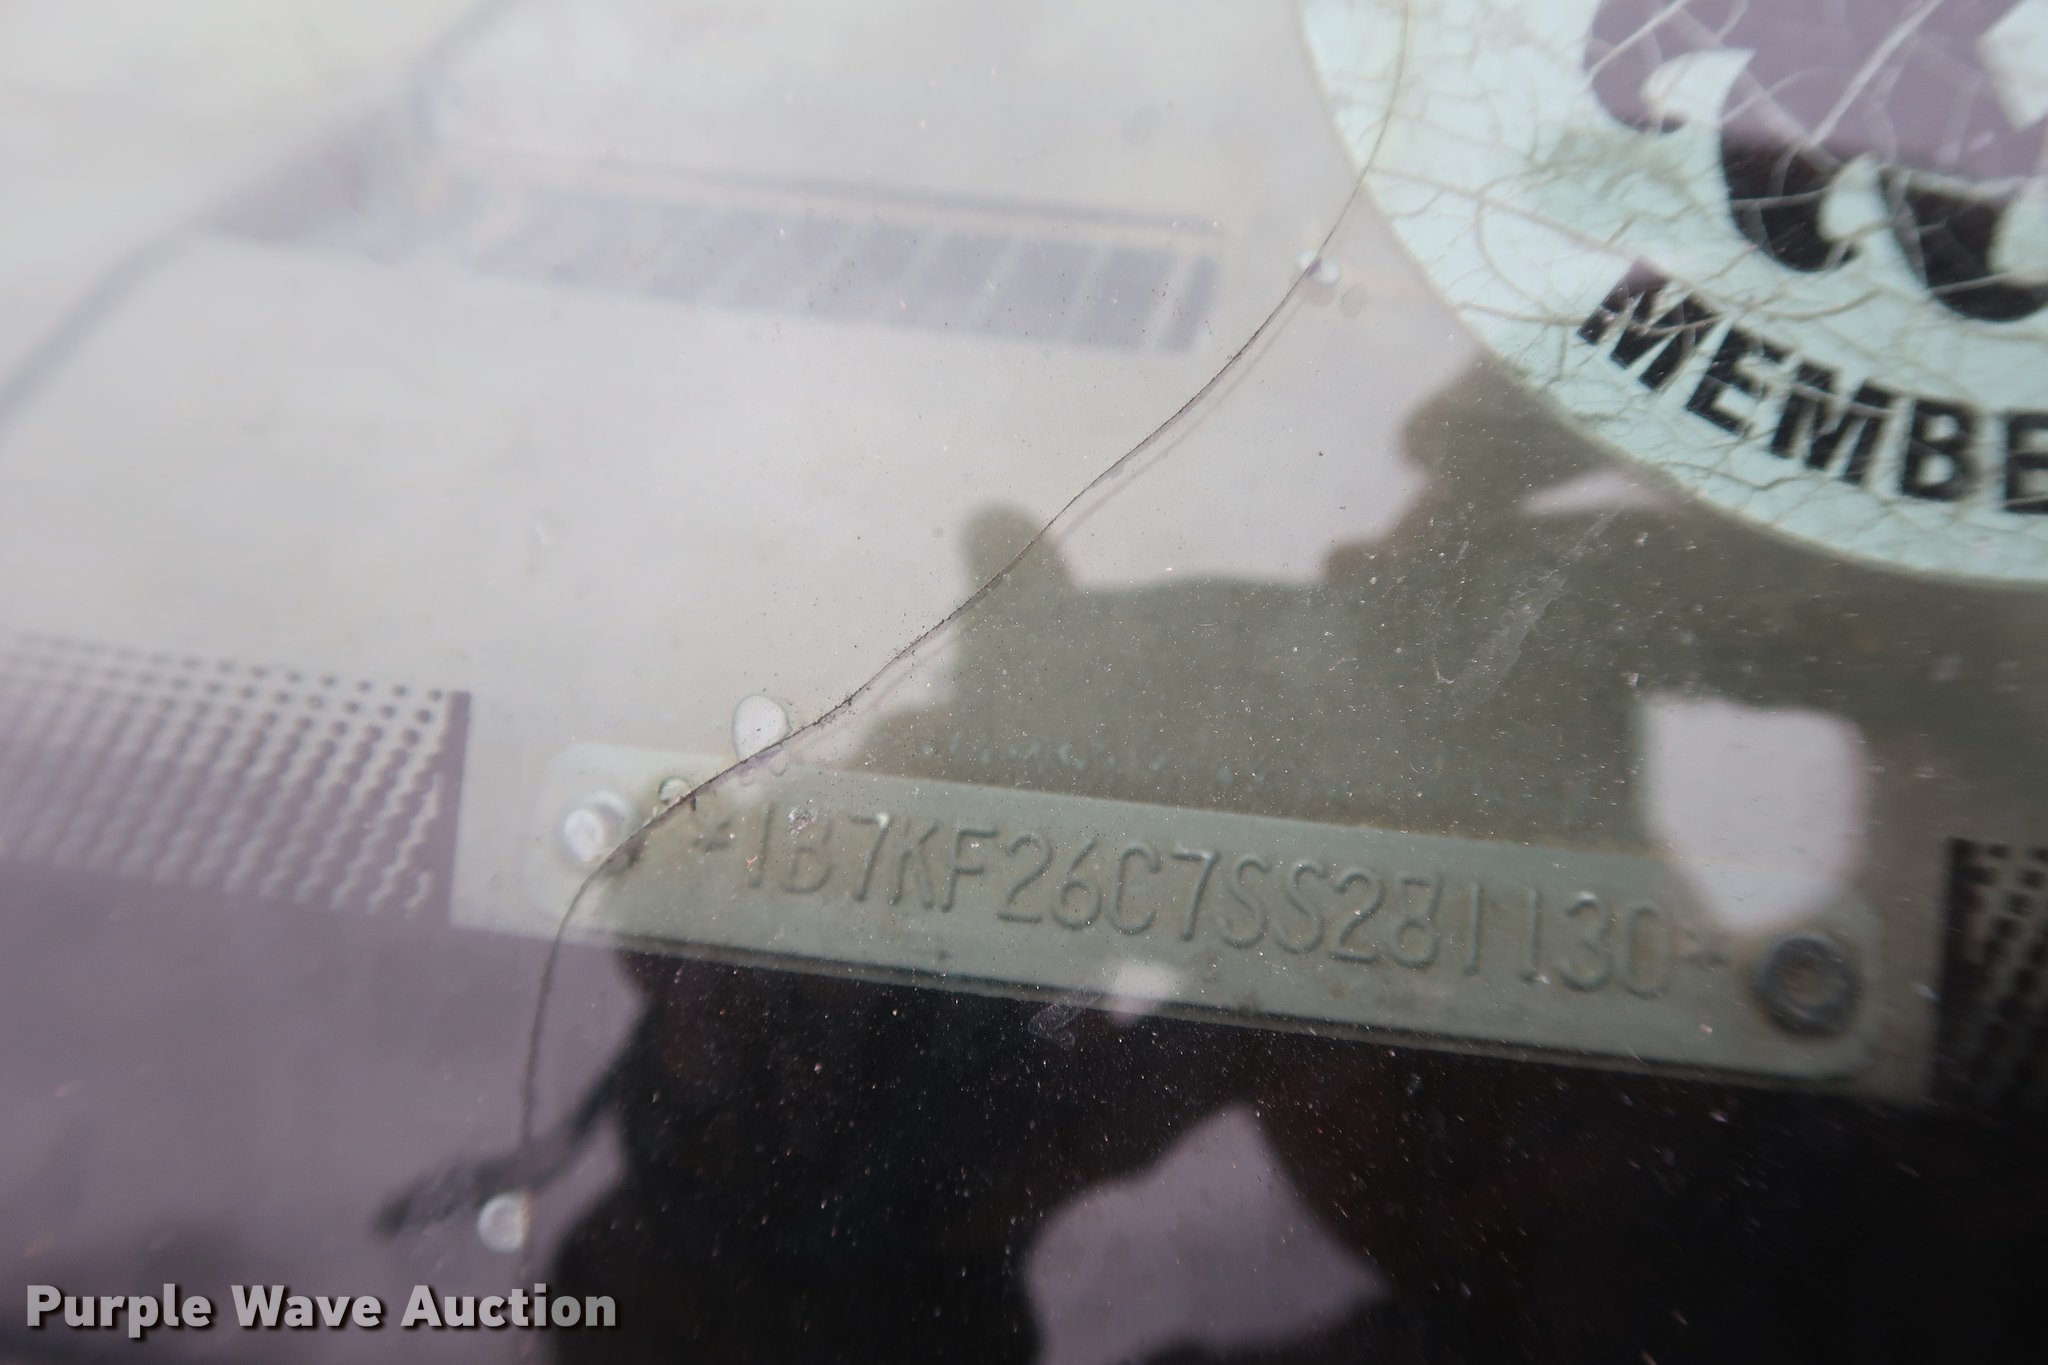 MEMBE
*1B7KF26C7SS281130*
Purple Wave Auction